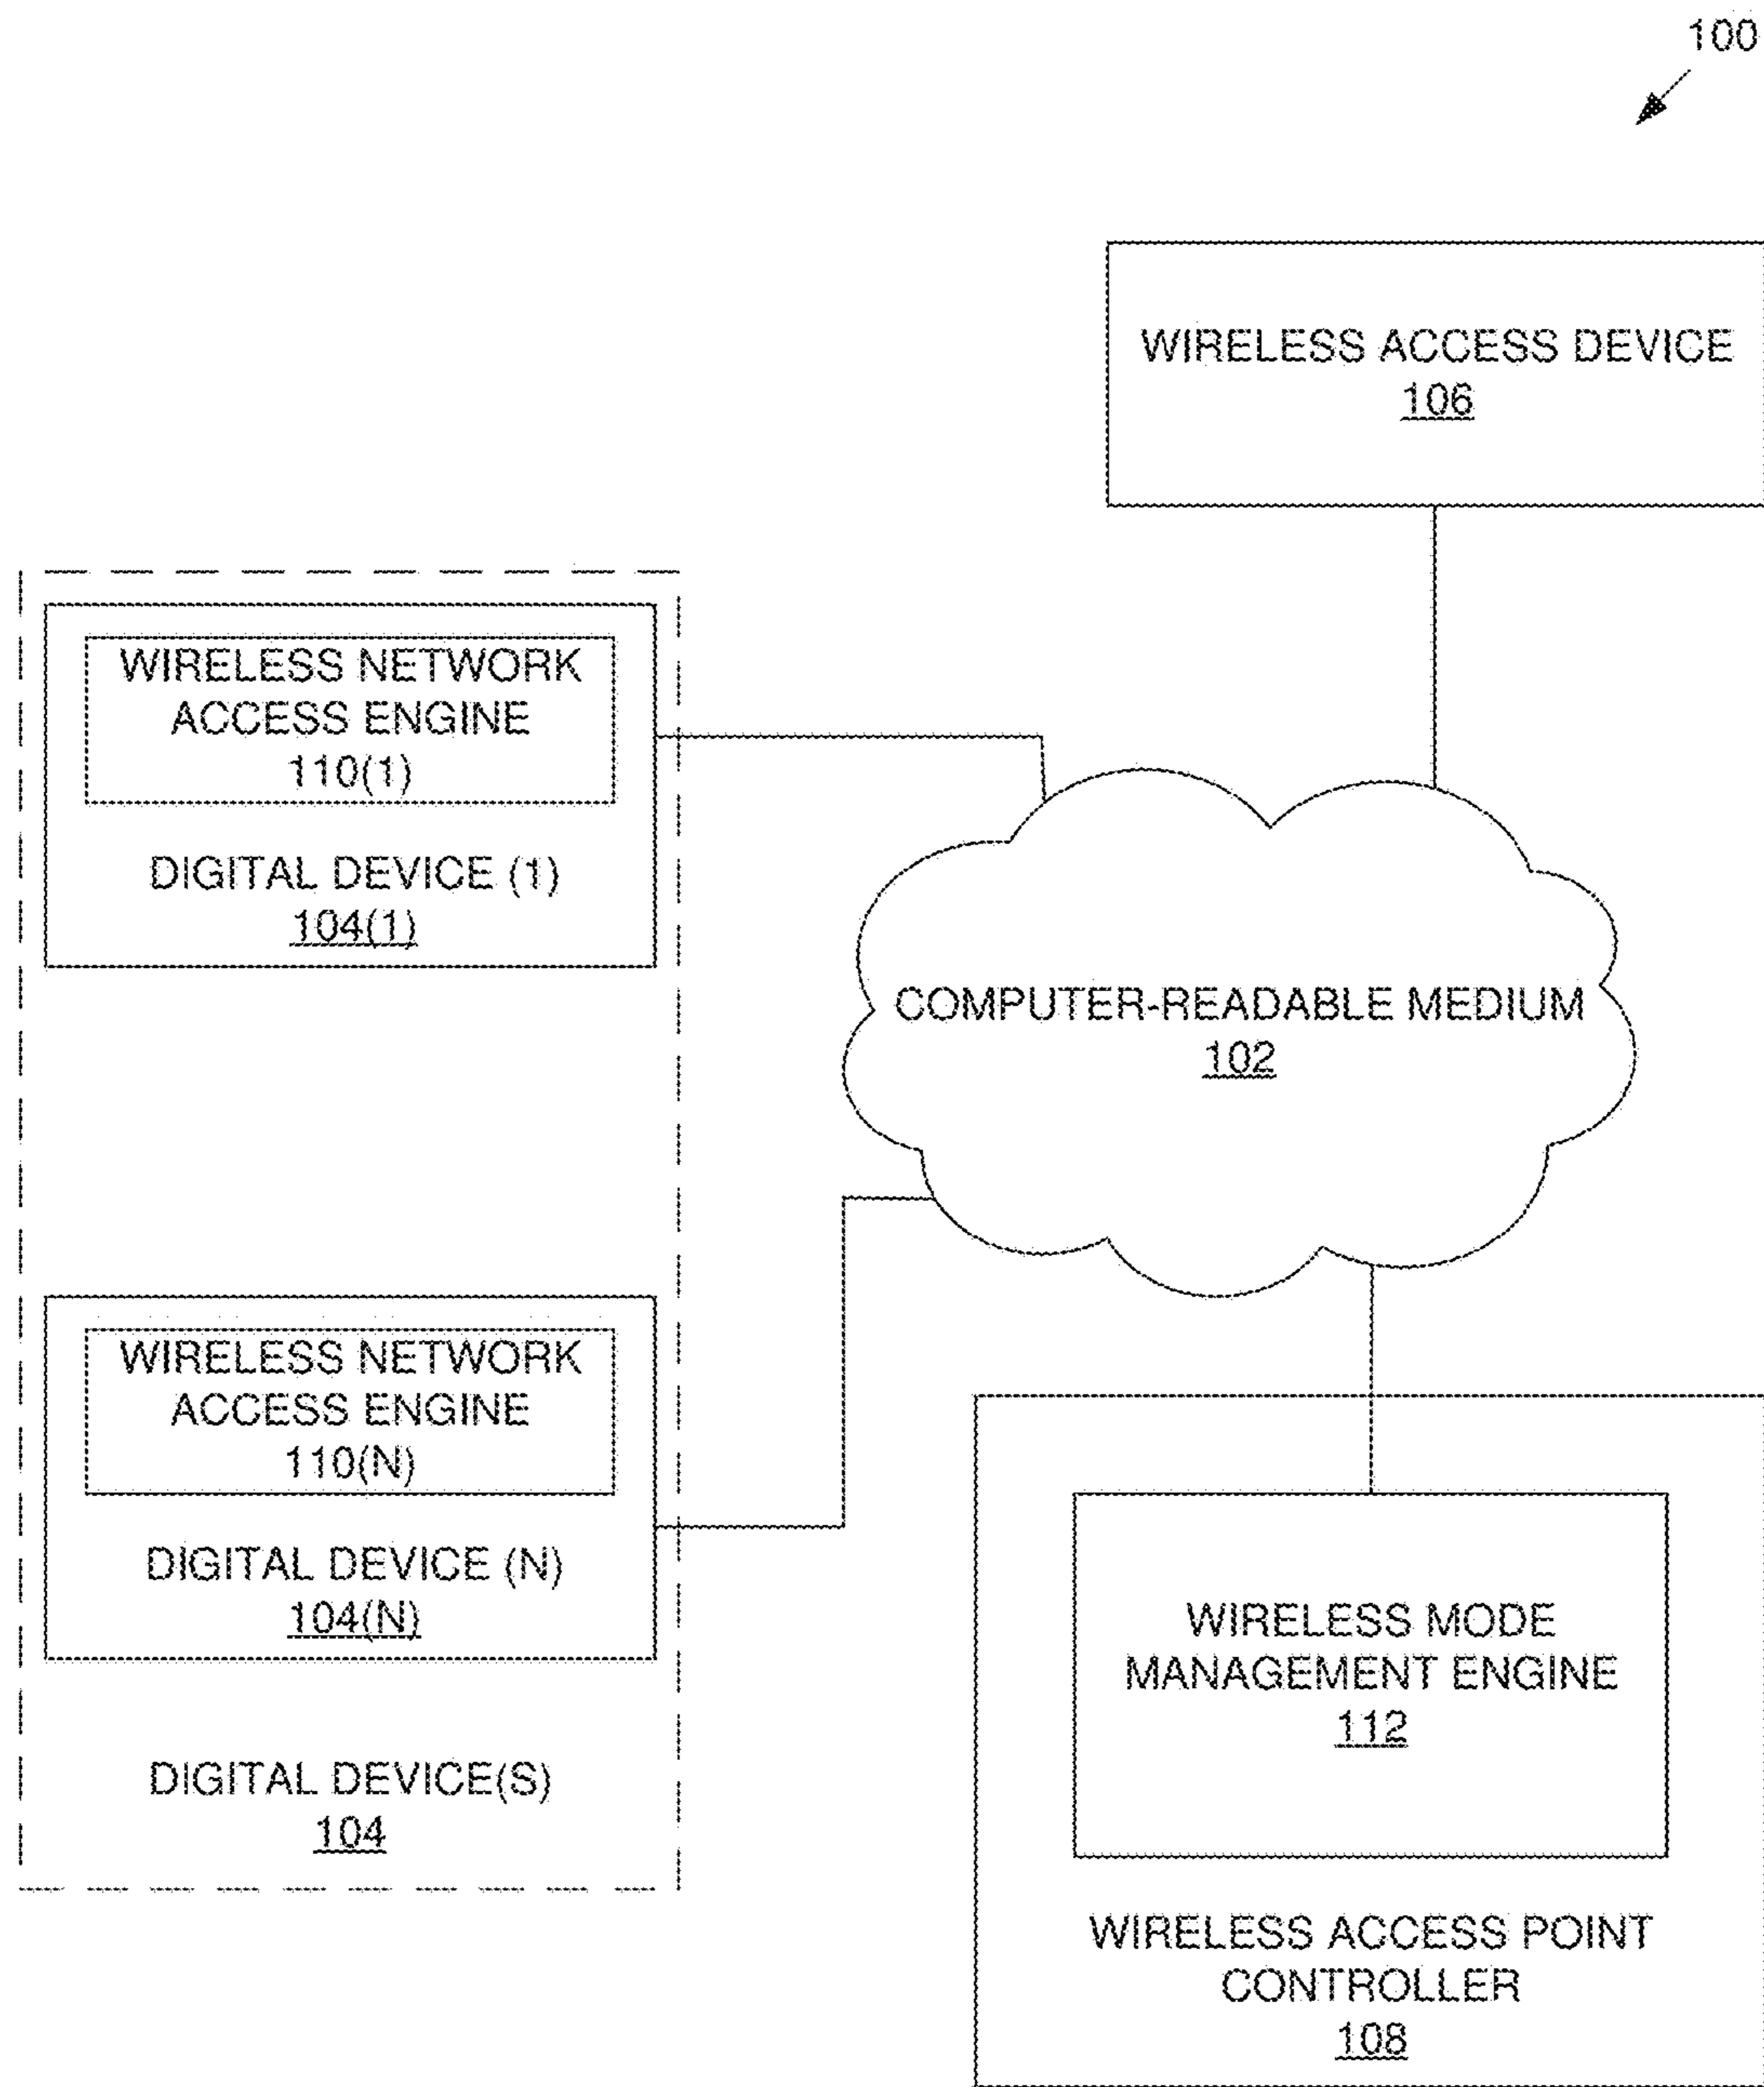 100
WIRELESS ACCESS DEVICE
106
WIRELESS NETWORK
ACCESS ENGINE
110(1)
DIGITAL DEVICE (1)
104(1)
COMPUTER-READABLE MEDIUM
102
WIRELESS NETWORK
ACCESS ENGINE
110(N)
DIGITAL DEVICE (N)
104(N)
DIGITAL DEVICE(S)
104
WIRELESS MODE
MANAGEMENT ENGINE
112
WIRELESS ACCESS POINT
CONTROLLER
108